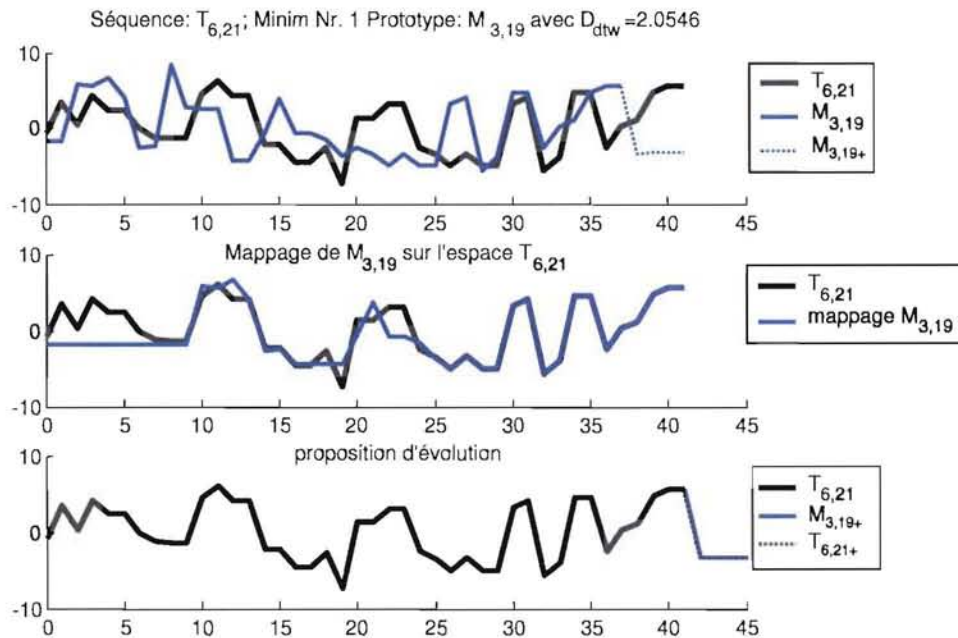 Séquence: T6,21; Minim Nr. 1 Prototype: M3,19 avec Ddtw=2.0546
10
0
-10
0 5 10 15 20 25 30 35 40 45
T6,21
M3,19
M3,19+
Mappage de M3,19 sur l'espace T6,21
10
0
-10
0 5 10 15 20 25 30 35 40 45
T6,21
mappage M3,19
proposition d'évolution
10
0
-10
0 5 10 15 20 25 30 35 40 45
T6,21
M3,19+
T6,21+